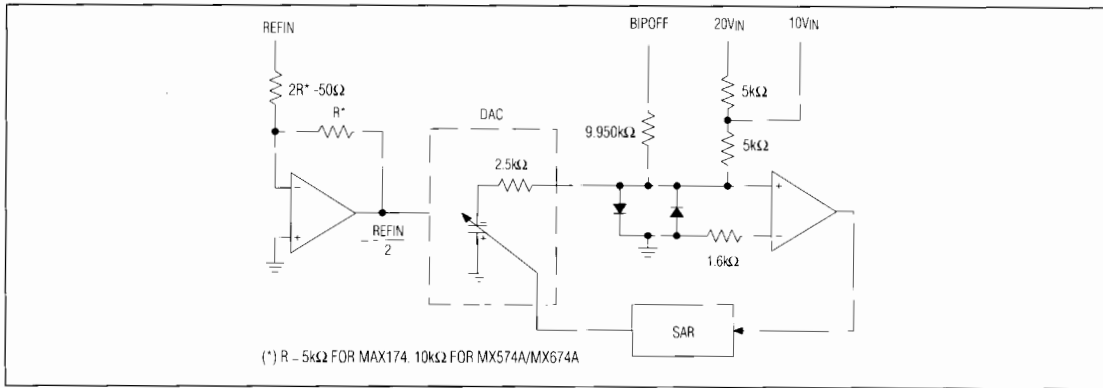 REFIN
BIPOFF
20VIN
10VIN
2R* -50Ω
R*
5kΩ
DAC
9.950kΩ
5kΩ
2.5kΩ
-
+
REFIN
2
=
+
+
-
1.6kΩ
SAR
(*) R – 5kΩ FOR MAX174. 10kΩ FOR MX574A/MX674A